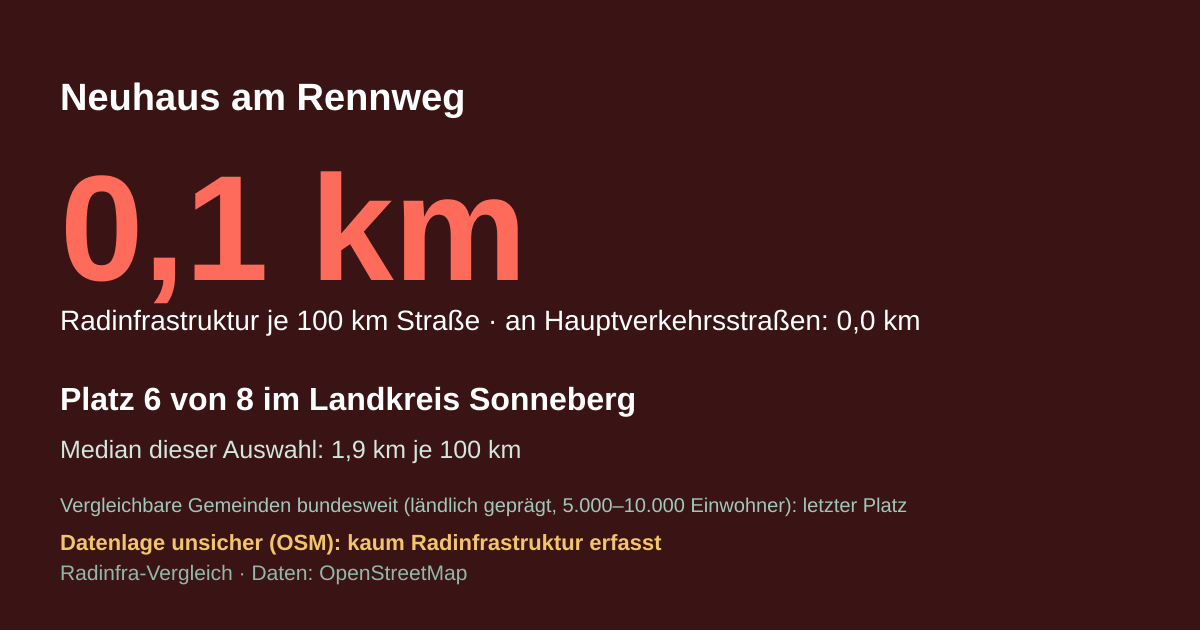 Neuhaus am Rennweg
0,1 km
Radinfrastruktur je 100 km Straße · an Hauptverkehrsstraßen: 0,0 km
Platz 6 von 8 im Landkreis Sonneberg
Median dieser Auswahl: 1,9 km je 100 km
Vergleichbare Gemeinden bundesweit (ländlich geprägt, 5.000–10.000 Einwohner): letzter Platz
Datenlage unsicher (OSM): kaum Radinfrastruktur erfasst
Radinfra-Vergleich · Daten: OpenStreetMap